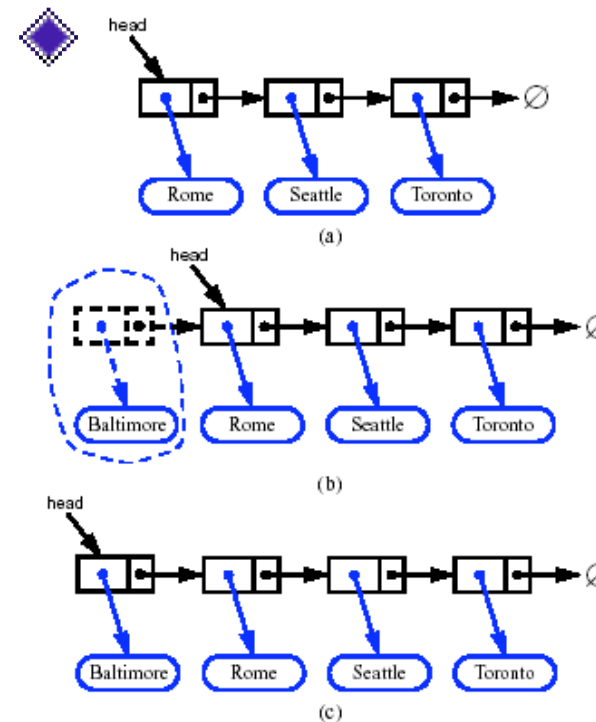 head
∅
Rome Seattle Toronto
(a)
head
∅
Baltimore Rome Seattle Toronto
(b)
head
∅
Baltimore Rome Seattle Toronto
(c)